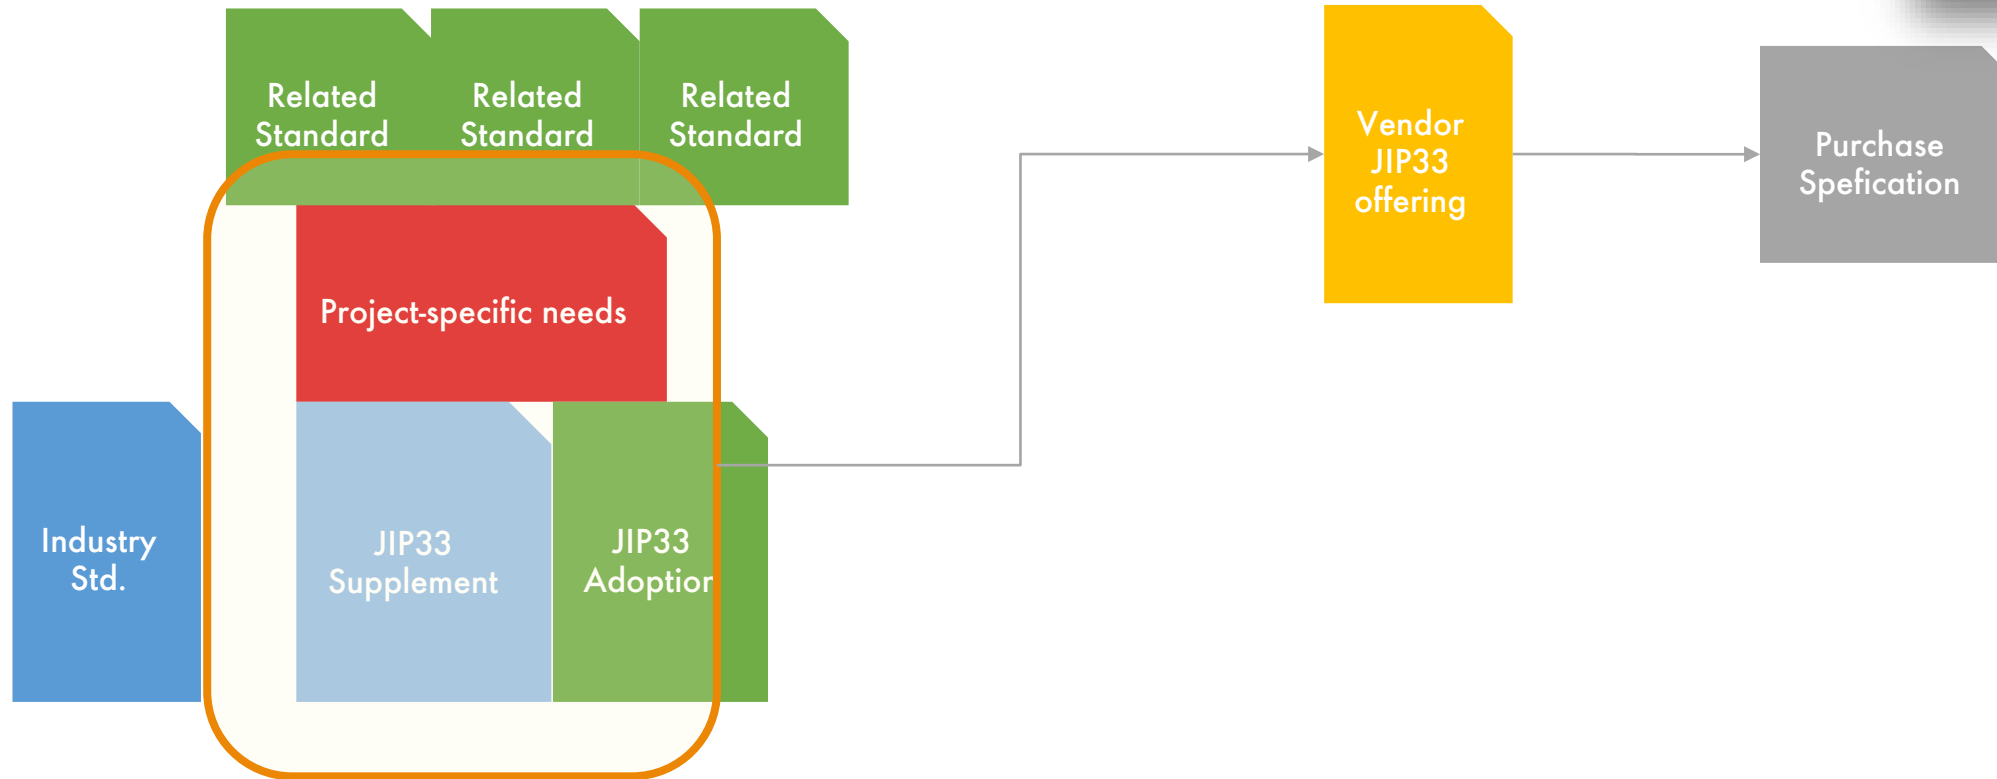 Related
Standard
Related
Standard
Related
Standard
Vendor
JIP33
offering
Purchase
Spefication
Project-specific needs
Industry
Std.
JIP33
Supplement
JIP33
Adoption